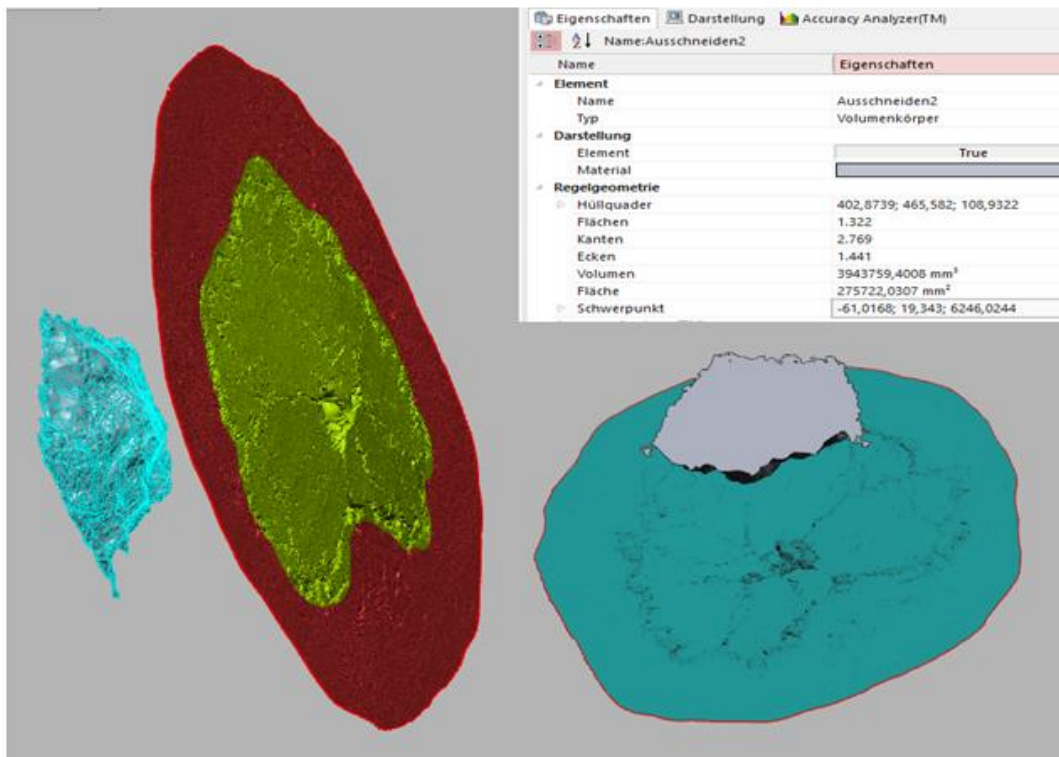 Eigenschaften Darstellung Accuracy Analyzer(TM)
Name:Ausschneiden2
Name Eigenschaften
Element
Name Ausschneiden2
Typ Volumenkörper
Darstellung
Element True
Material
Regelgeometrie
Hüllquader 402,8739; 465,582; 108,9322
Flächen 1.322
Kanten 2.769
Ecken 1.441
Volumen 3943759,4008 mm³
Fläche 275722,0307 mm²
Schwerpunkt -61,0168; 19,343; 6246,0244